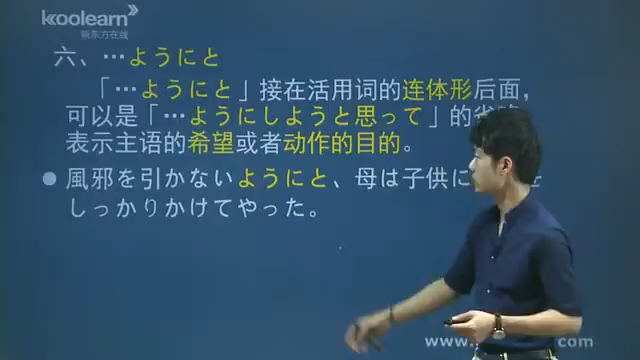 koolearn
新东方在线
六、…ようにと
「…ようにと」接在活用词的连体形后面，
可以是「…ようにしようと思って」的
表示主语的希望或者动作的目的。
● 風邪を引かないようにと、母は子供に
しっかりかけてやった。
www. com